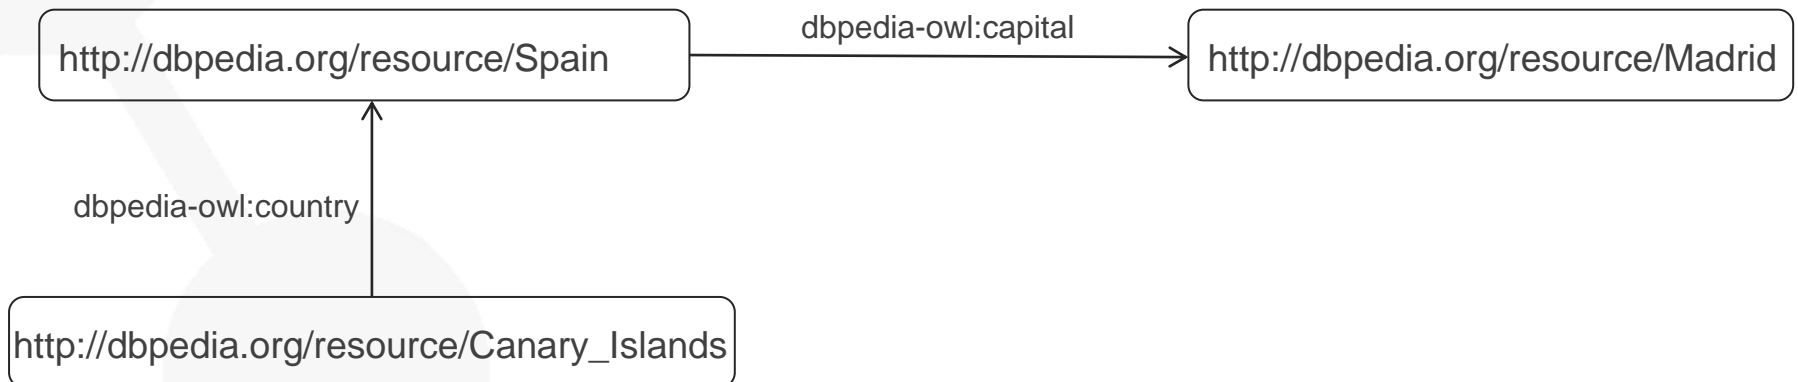 dbpedia-owl:capital
http://dbpedia.org/resource/Spain
http://dbpedia.org/resource/Madrid
dbpedia-owl:country
http://dbpedia.org/resource/Canary_Islands